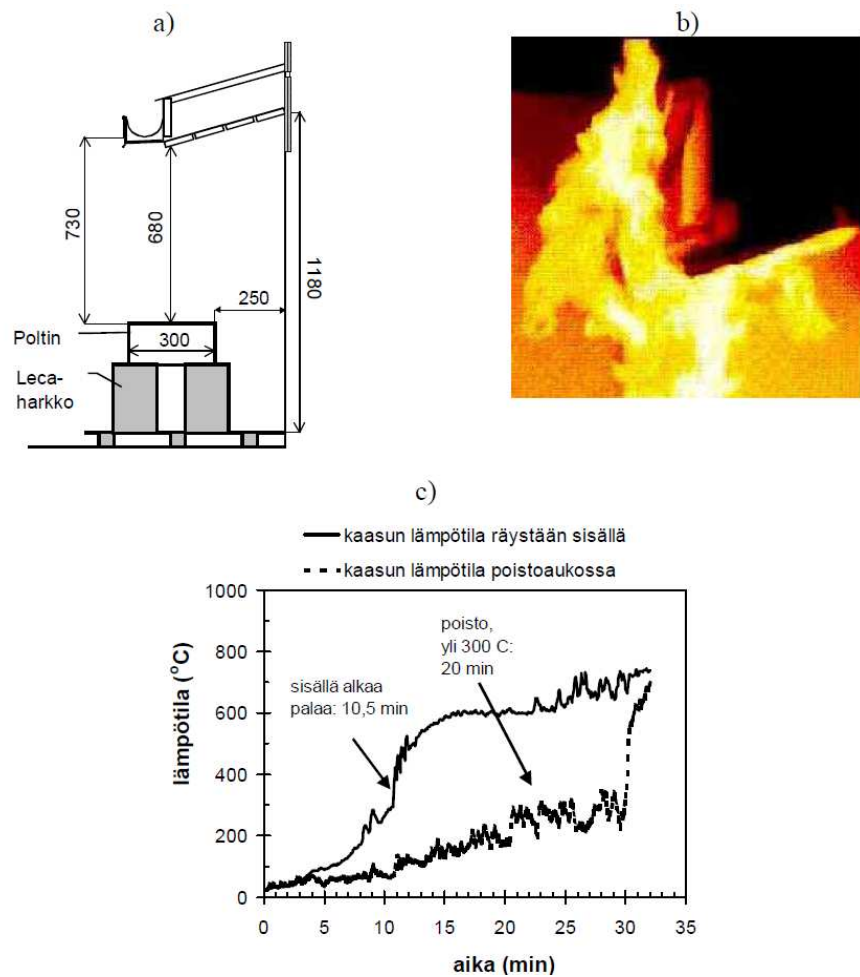 a)
b)
730
680
1180
250
300
Poltin
Leca-
harkko
c)
kaasun lämpötila räystään sisällä
kaasun lämpötila poistoaukossa
lämpötila (°C)
1000
800
600
400
200
0
poisto,
yli 300 C:
20 min
sisällä alkaa
palaa: 10,5 min
0 5 10 15 20 25 30 35
aika (min)